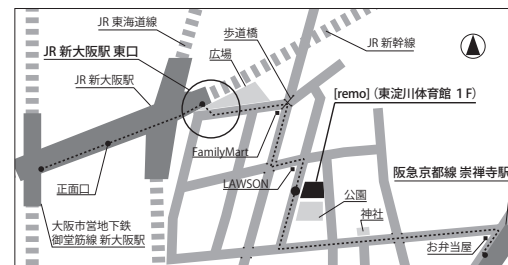 JR 東海道線
歩道橋
JR 新大阪駅 東口
広場
JR 新幹線
JR 新大阪駅
[remo] (東淀川体育館 1F)
FamilyMart
阪急京都線 崇禅寺駅
LAWSON
正面口
公園
神社
大阪市営地下鉄
御堂筋線 新大阪駅
お弁当屋